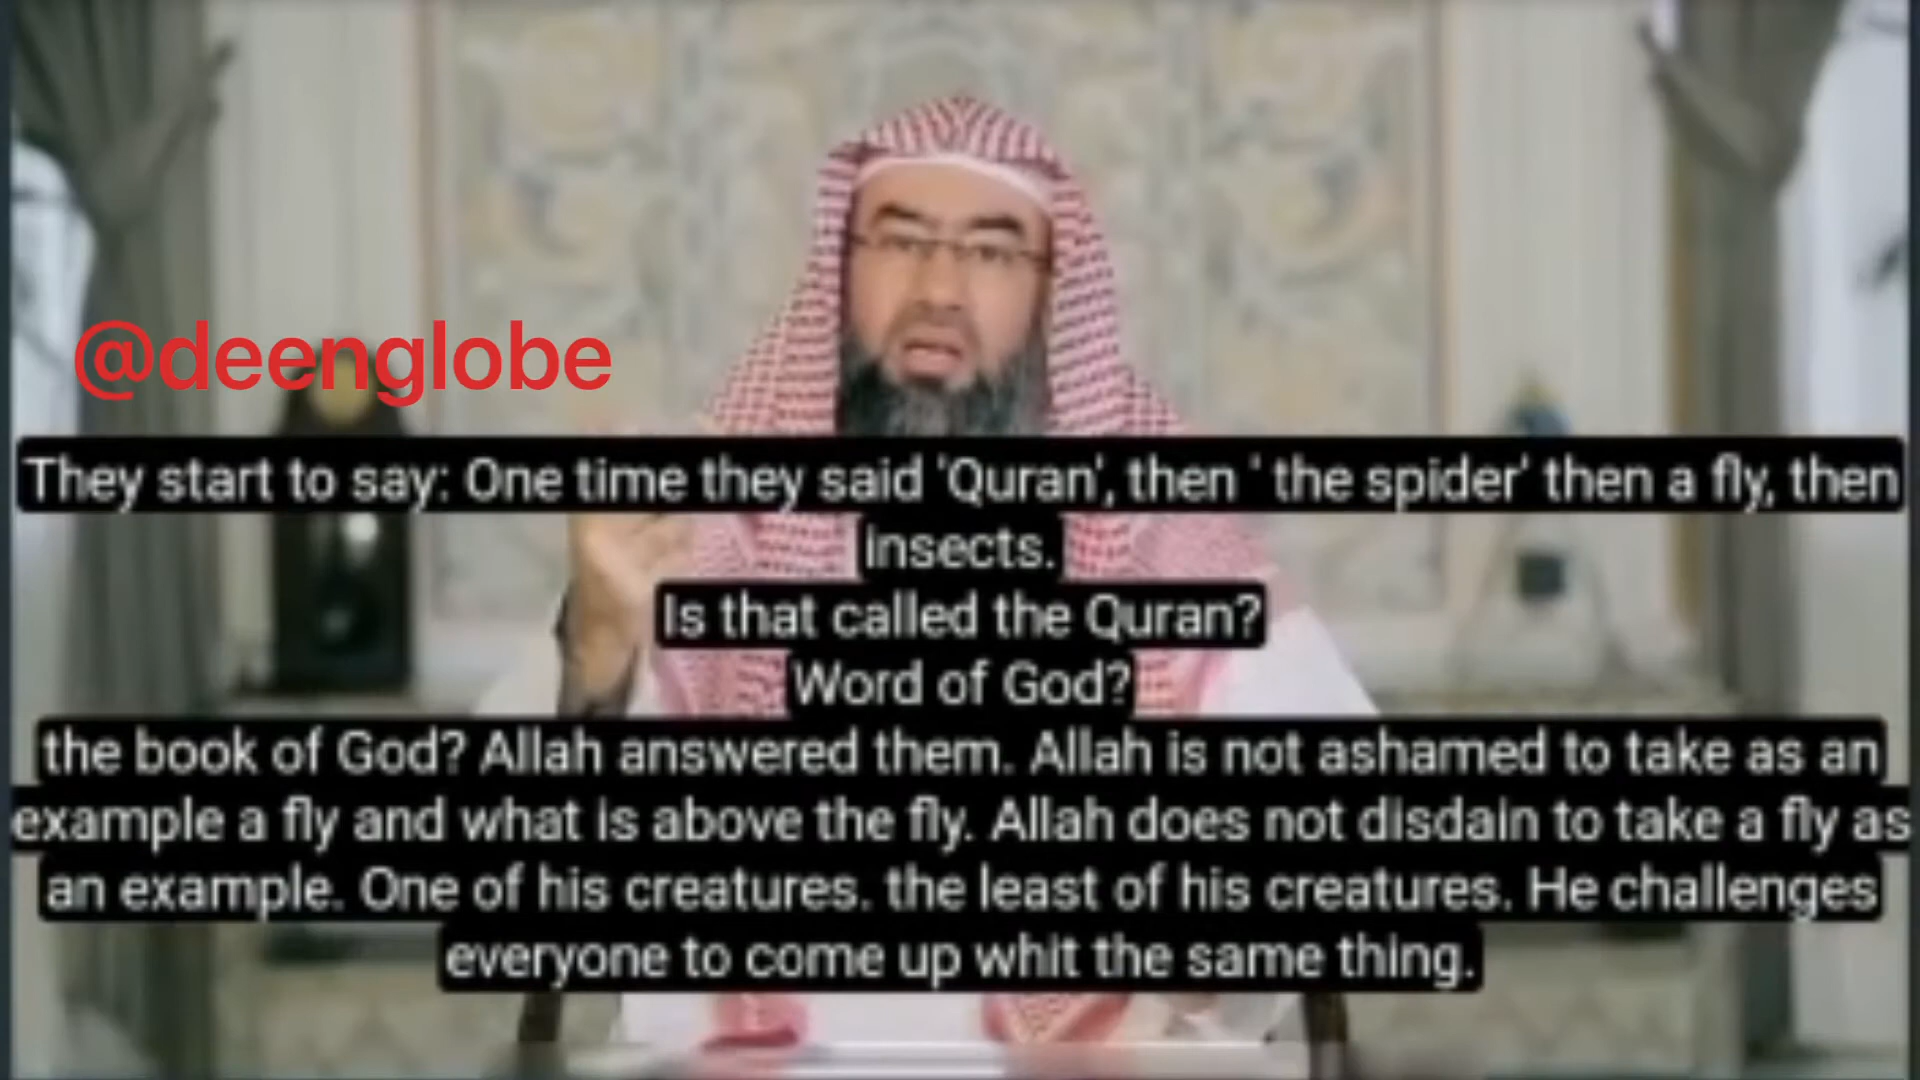 @deenglobe
They start to say: One time they said 'Quran', then ' the spider' then a fly, then
insects.
Is that called the Quran?
Word of God?
the book of God? Allah answered them. Allah is not ashamed to take as an
example a fly and what is above the fly. Allah does not disdain to take a fly as
an example. One of his creatures. the least of his creatures. He challenges
everyone to come up whit the same thing.